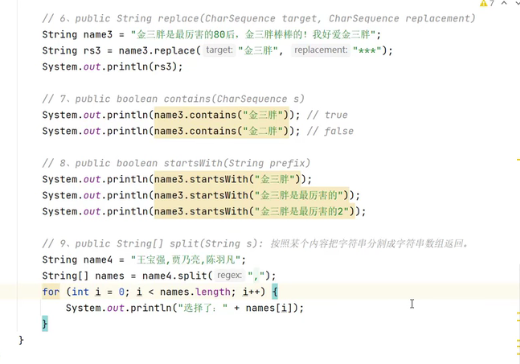 7
// 6、public String replace(CharSequence target, CharSequence replacement)
String name3 = "金三胖是最厉害的80后，金三胖棒棒的！我好爱金三胖";
String rs3 = name3.replace( target: "金三胖", replacement: "***");
System.out.println(rs3);
// 7、public boolean contains(CharSequence s)
System.out.println(name3.contains("金三胖")); // true
System.out.println(name3.contains("金二胖")); // false
// 8、public boolean startsWith(String prefix)
System.out.println(name3.startsWith("金三胖"));
System.out.println(name3.startsWith("金三胖是最厉害的"));
System.out.println(name3.startsWith("金三胖是最厉害的2"));
// 9、public String[] split(String s): 按照某个内容把字符串分割成字符串数组返回。
String name4 = "王宝强,贾乃亮,陈羽凡";
String[] names = name4.split( regex: ",");
for (int i = 0; i < names.length; i++) {
System.out.println("选择了：" + names[i]);
}
}